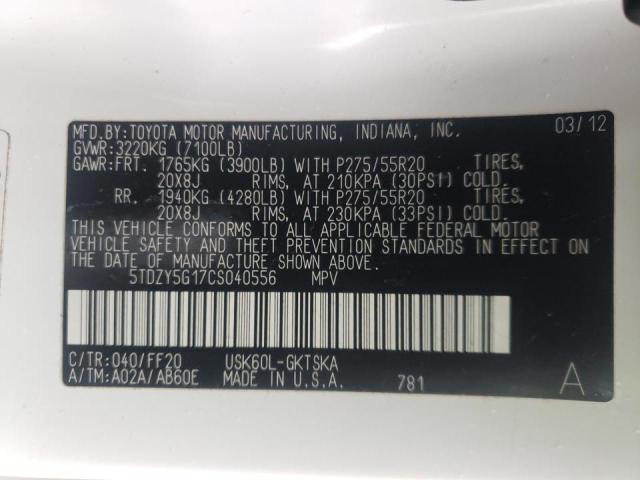 MFD.BY:TOYOTA MOTOR MANUFACTURING, INDIANA, INC. 03/12
GVWR:3220KG (7100LB)
GAWR:FRT. 1765KG (3900LB) WITH P275/55R20 TIRES,
20X8J RIMS, AT 210KPA (30PSI) COLD.
RR. 1940KG (4280LB) WITH P275/55R20 TIRES,
20X8J RIMS, AT 230KPA (33PSI) COLD.
THIS VEHICLE CONFORMS TO ALL APPLICABLE FEDERAL MOTOR
VEHICLE SAFETY AND THEFT PREVENTION STANDARDS IN EFFECT ON
THE DATE OF MANUFACTURE SHOWN ABOVE.
5TDZY5G17CS040556 MPV
C/TR:040/FF20 USK60L-GKTSKA
A/TM:A02A/AB60E MADE IN U.S.A. 781 A